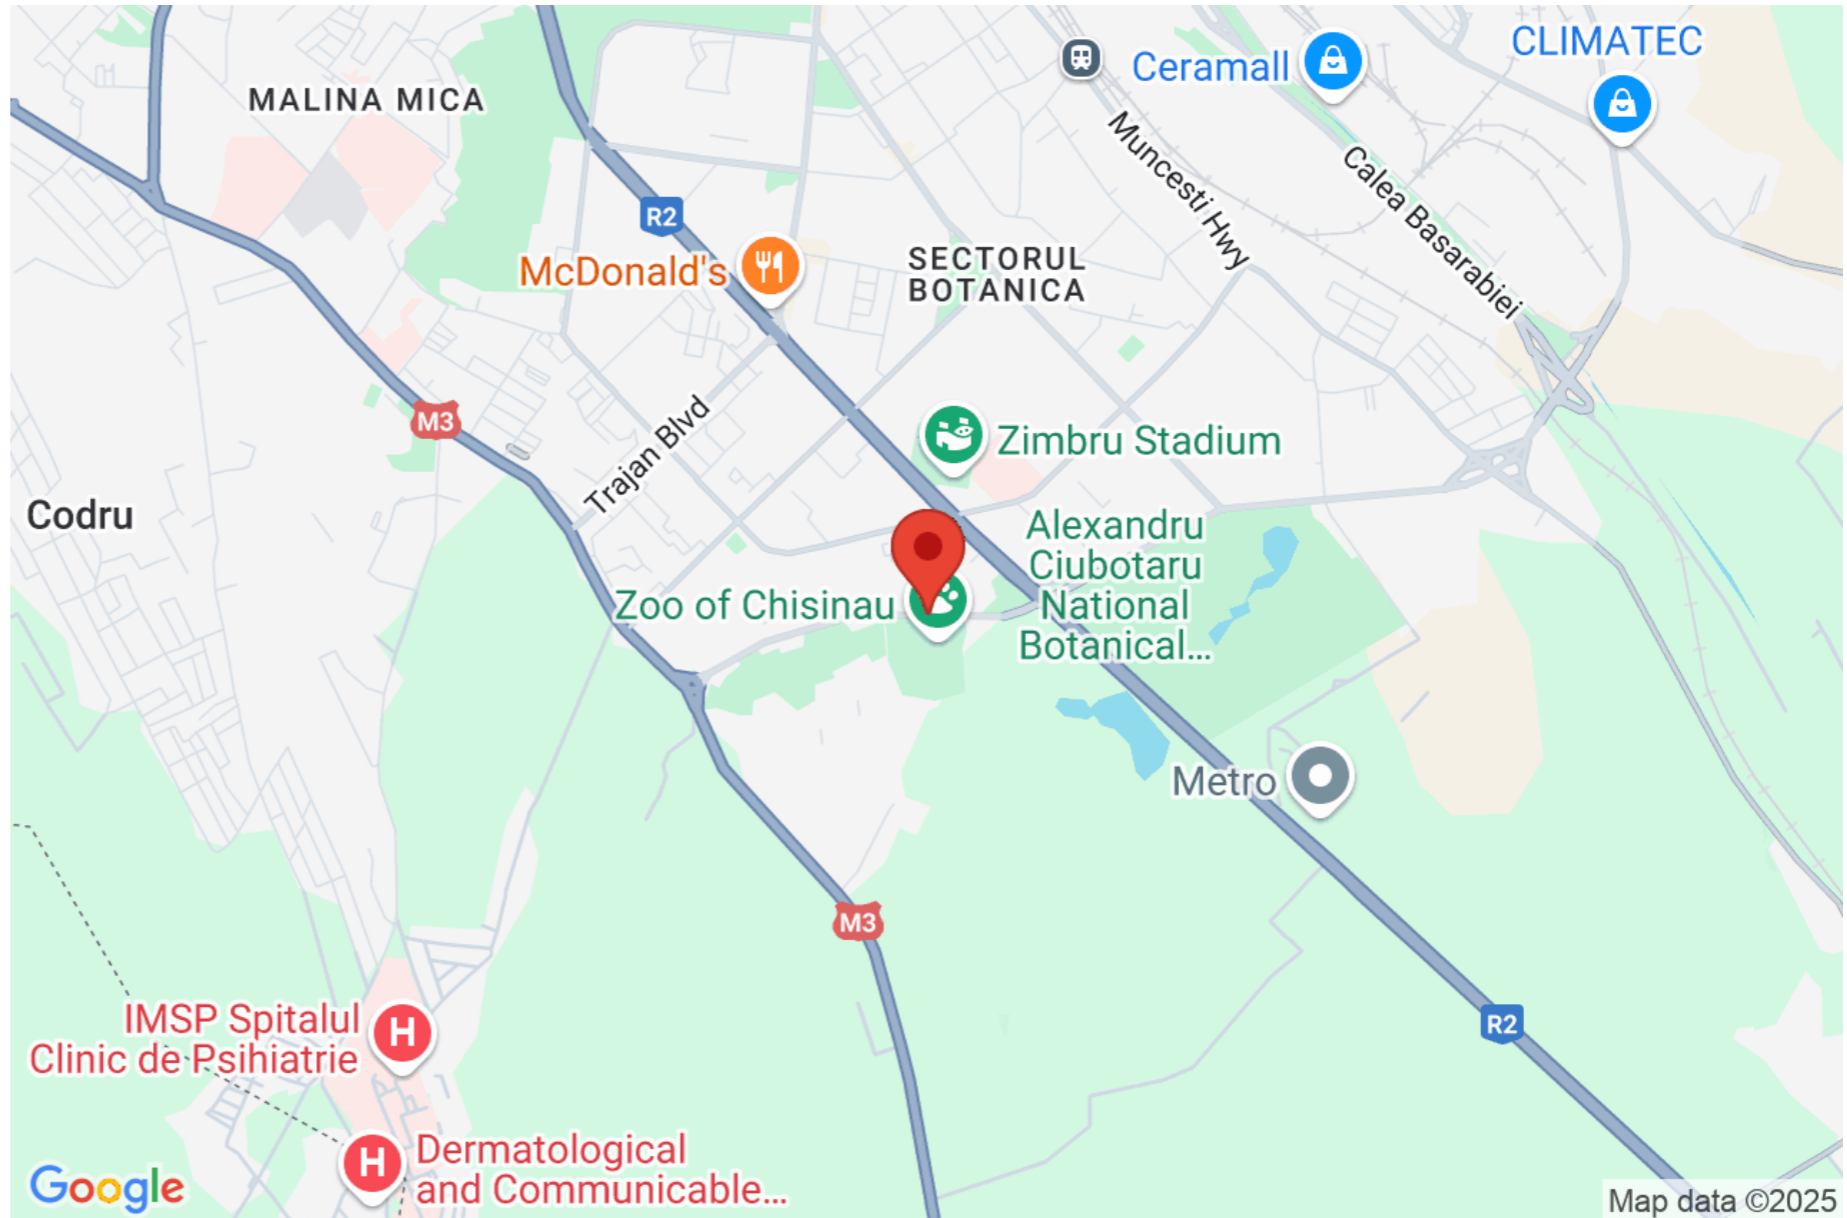 CLIMATEC
Ceramall
MALINA MICA
Muncesti Hwy
Calea Basarabiei
R2
McDonald's
SECTORUL
BOTANICA
M3
Trajan Blvd
Zimbru Stadium
Codru
Alexandru
Ciubotaru
National
Botanical...
Zoo of Chisinau
Metro
M3
R2
IMSP Spitalul
Clinic de Psihiatrie
H
Dermatological
and Communicable...
H
Google
Map data ©2025